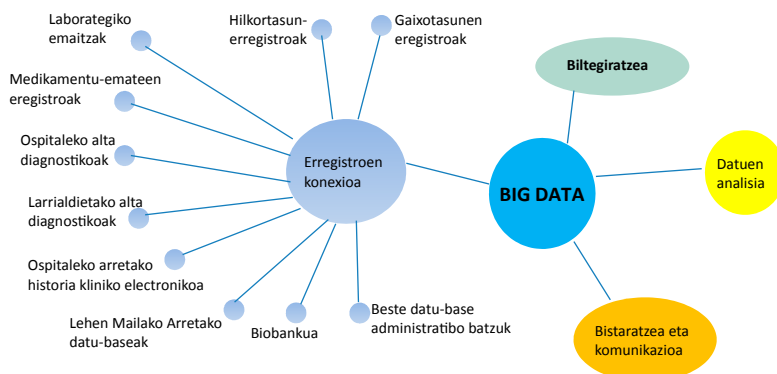 Laborategiko
emaitzak
Hilkortasun-
erregistroak
Gaixotasunen
eregistroak
Medikamentu-emateen
eregistroak
Ospitaleko alta
diagnostikoak
Larrialdietako alta
diagnostikoak
Ospitaleko arretako
historia kliniko electronikoa
Lehen Mailako Arretako
datu-baseak
Biobankua
Beste datu-base
administratibo batzuk
Erregistroen
konexioa
BIG DATA
Biltegiratzea
Datuen
analisia
Bistaratzea eta
komunikazioa